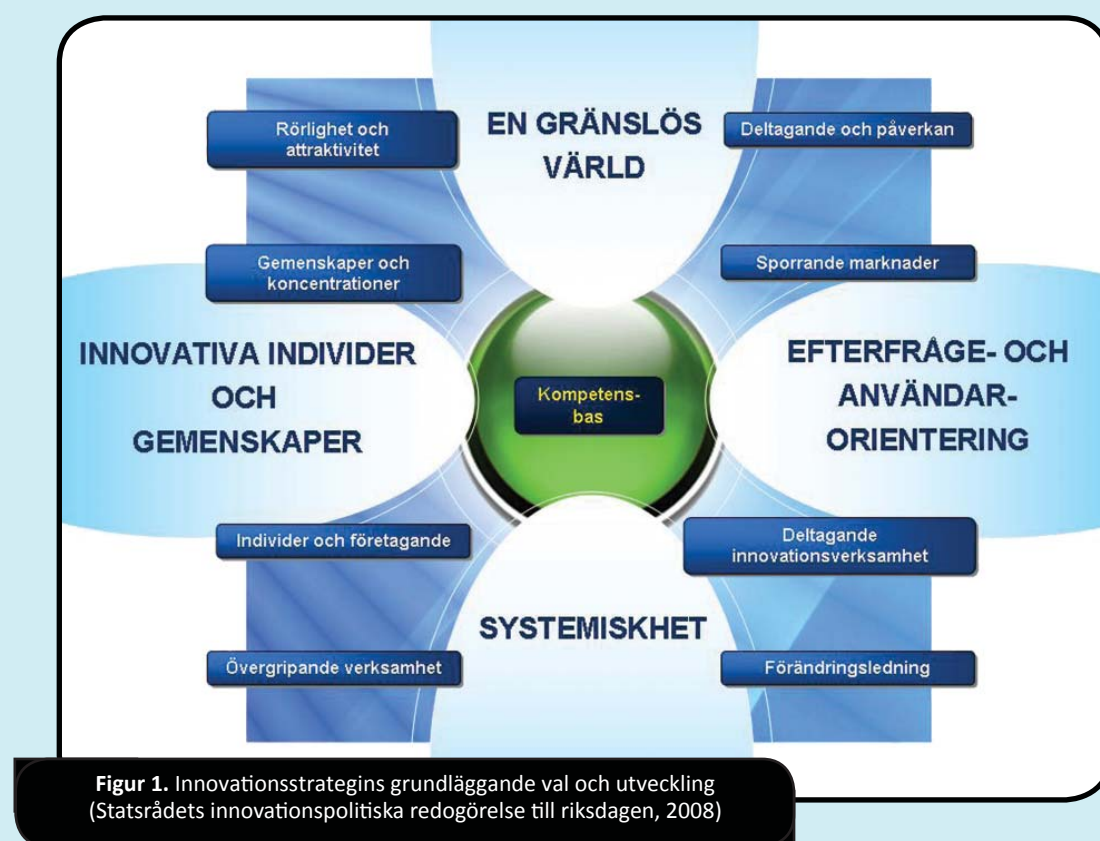 EN GRÄNSLÖS
VÄRLD
Rörlighet och
attraktivitet
Deltagande och påverkan
Gemenskaper och
koncentrationer
Sporrande marknader
INNOVATIVA INDIVIDER
OCH
GEMENSKAPER
Kompetens-
bas
EFTERFRÅGE- OCH
ANVÄNDAR-
ORIENTERING
Individer och företagande
Deltagande
innovationsverksamhet
SYSTEMISKHET
Övergripande verksamhet
Förändringsledning
Figur 1. Innovationsstrategins grundläggande val och utveckling
(Statsrådets innovationspolitiska redogörelse till riksdagen, 2008)